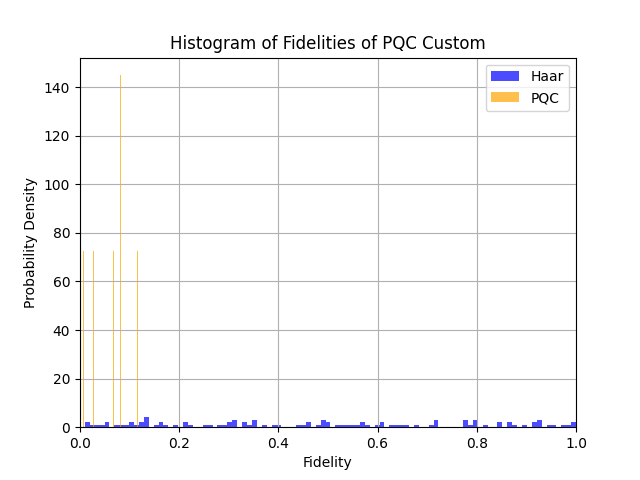 Histogram of Fidelities of PQC Custom
Haar
PQC
140
120
100
80
60
40
20
0
Probability Density
0.0 0.2 0.4 0.6 0.8 1.0
Fidelity